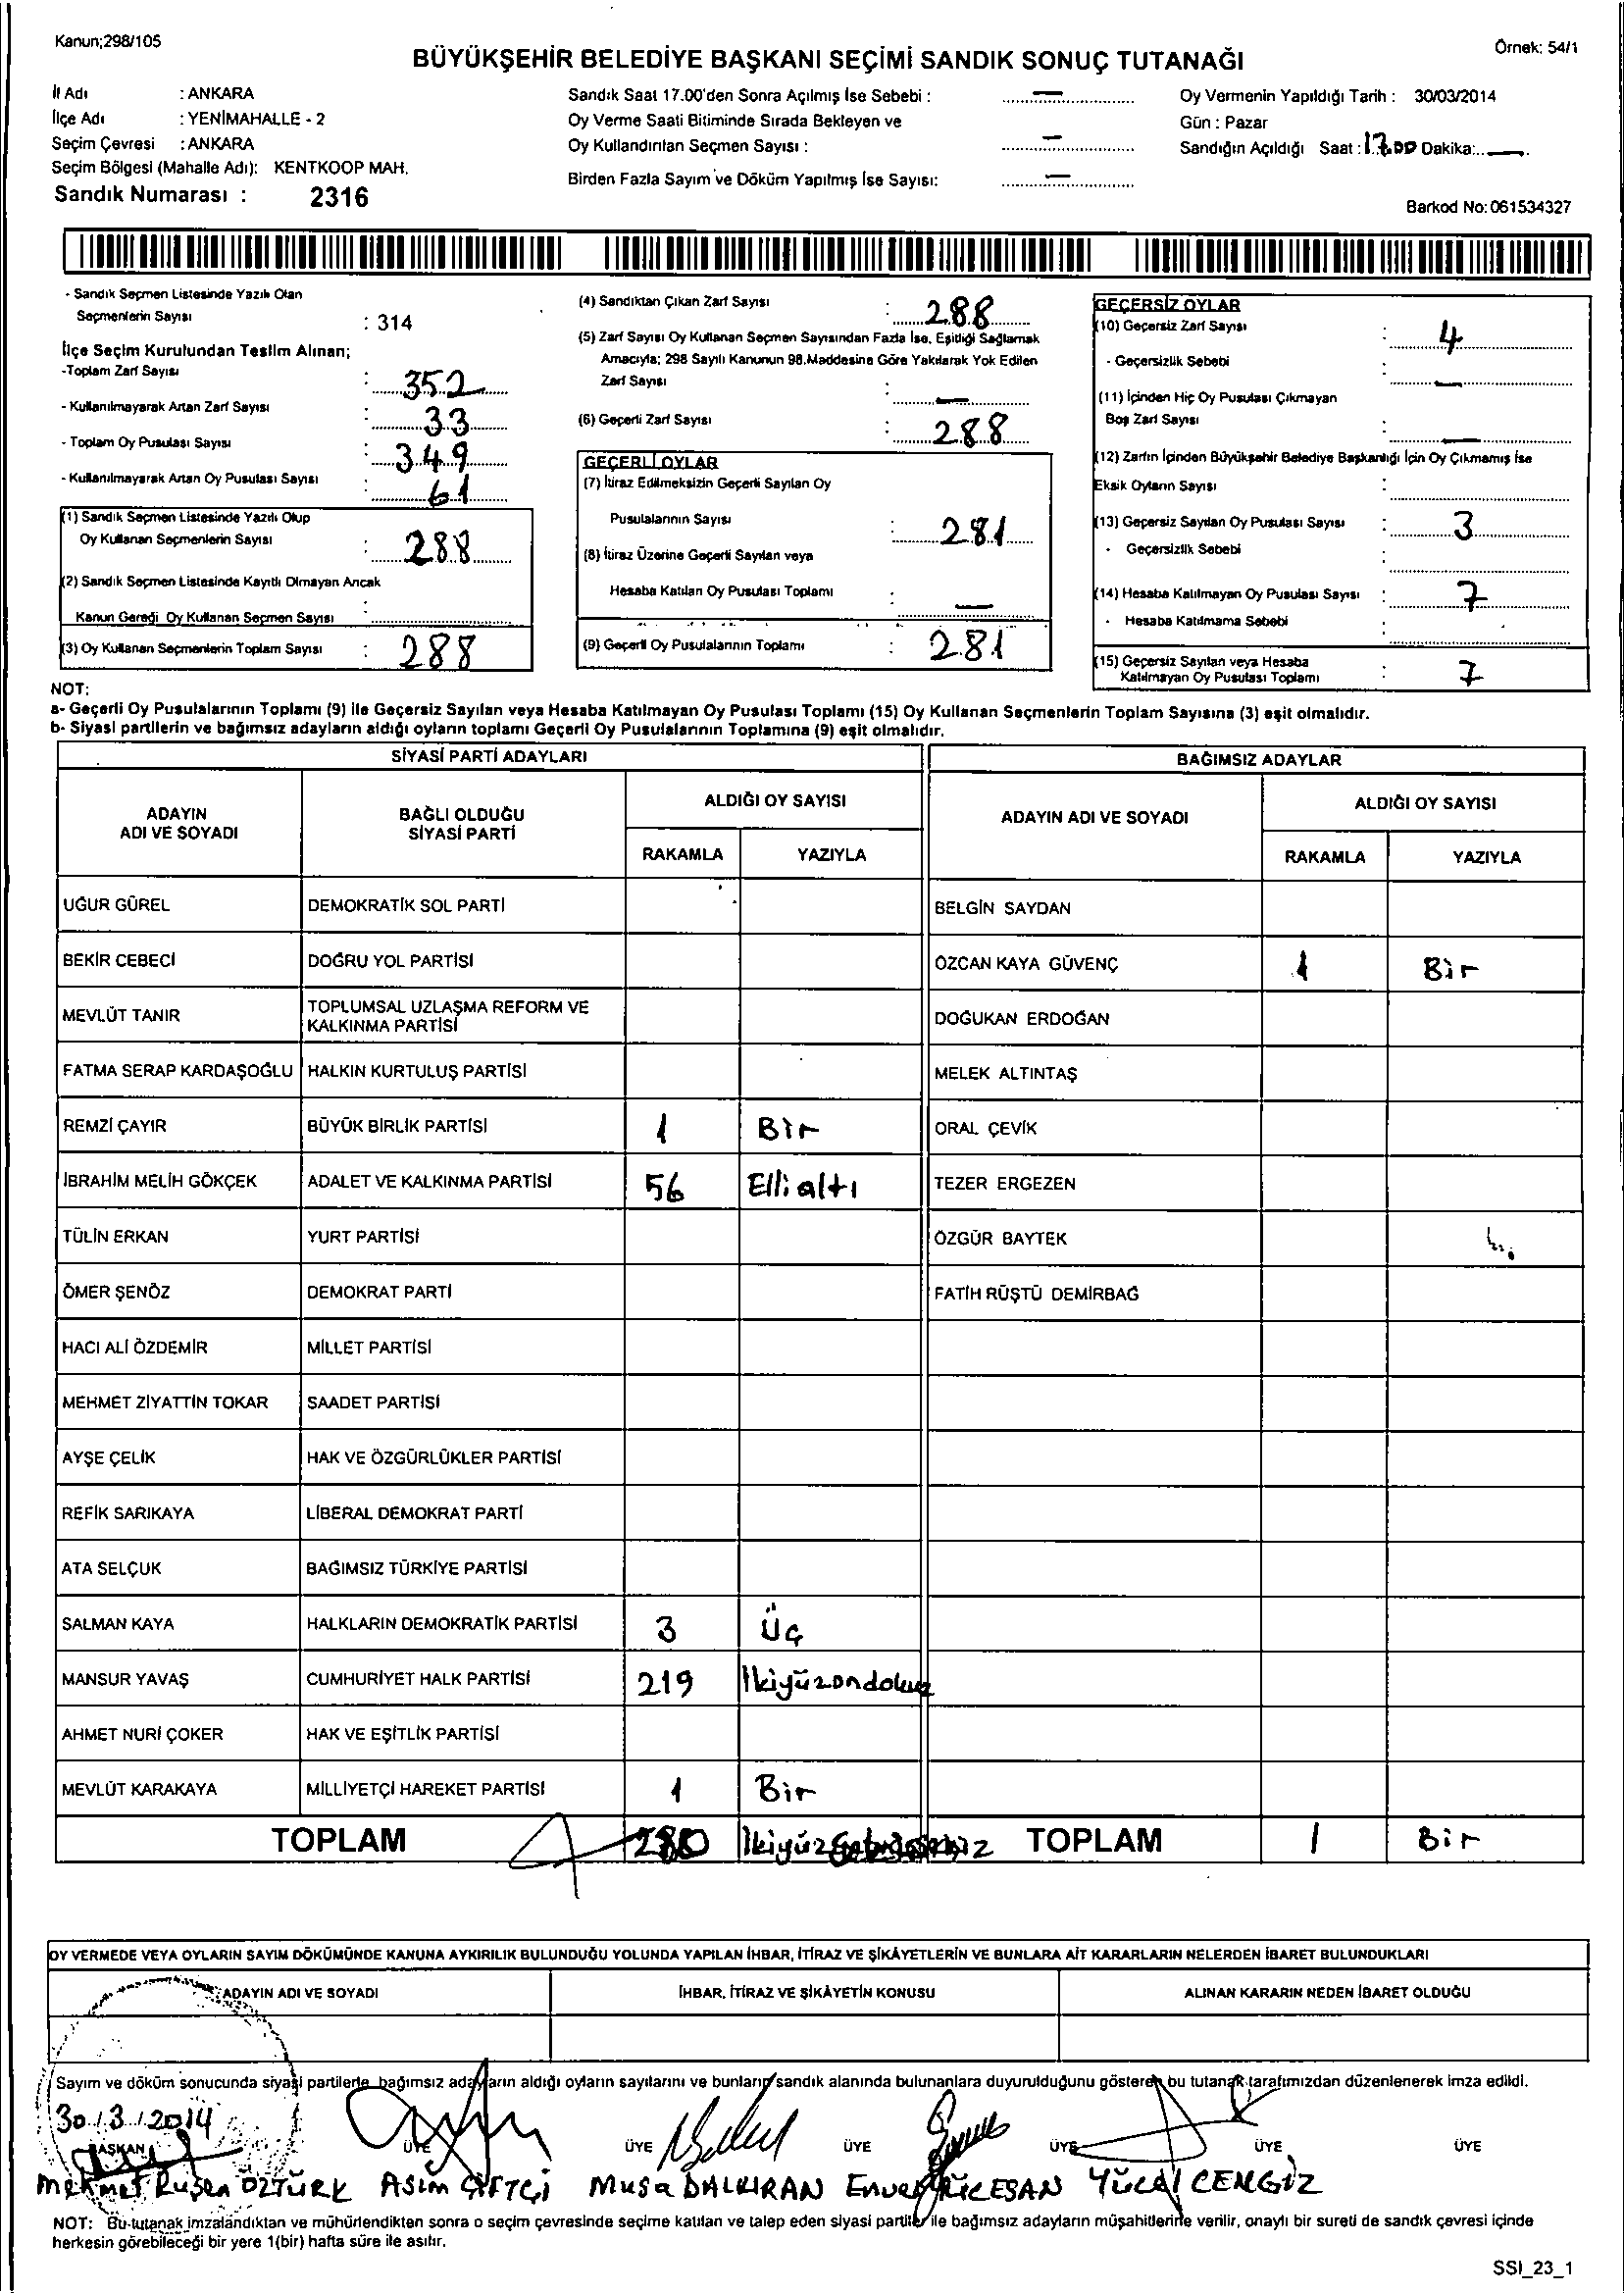 Kanun;298/105
Örnek: 54/1
BÜYÜKŞEHİR BELEDİYE BAŞKANI SEÇİMİ SANDIK SONUÇ TUTANAĞI
İl Adı : ANKARA
İlçe Adı : YENİMAHALLE - 2
Seçim Çevresi : ANKARA
Seçim Bölgesi (Mahalle Adı): KENTKOOP MAH.
Sandık Numarası : 2316
Sandık Saat 17.00'den Sonra Açılmış İse Sebebi : —
Oy Verme Saati Bitiminde Sırada Bekleyen ve
Oy Kullandırılan Seçmen Sayısı : —
Birden Fazla Sayım ve Döküm Yapılmış İse Sayısı: —
Oy Vermenin Yapıldığı Tarih : 30/03/2014
Gün : Pazar
Sandığın Açıldığı Saat : 17.00 Dakika: —
Barkod No: 061534327
- Sandık Seçmen Listesinde Yazılı Olan
Seçmenlerin Sayısı : 314
İlçe Seçim Kurulundan Teslim Alınan;
-Toplam Zarf Sayısı : 352
- Kullanılmayarak Artan Zarf Sayısı : 33
- Toplam Oy Pusulası Sayısı : 349
- Kullanılmayarak Artan Oy Pusulası Sayısı : 61
(1) Sandık Seçmen Listesinde Yazılı Olup
Oy Kullanan Seçmenlerin Sayısı : 288
(2) Sandık Seçmen Listesinde Kayıtlı Olmayan Ancak
Kanun Gereği Oy Kullanan Seçmen Sayısı :
(3) Oy Kullanan Seçmenlerin Toplam Sayısı : 288
(4) Sandıktan Çıkan Zarf Sayısı : 288
(5) Zarf Sayısı Oy Kullanan Seçmen Sayısından Fazla İse, Eşitliği Sağlamak
Amacıyla; 298 Sayılı Kanunun 98.Maddesine Göre Yakılarak Yok Edilen
Zarf Sayısı : —
(6) Geçerli Zarf Sayısı : 288
GEÇERLİ OYLAR
(7) İtiraz Edilmeksizin Geçerli Sayılan Oy
Pusulalarının Sayısı : 281
(8) İtiraz Üzerine Geçerli Sayılan veya
Hesaba Katılan Oy Pusulası Toplamı : —
(9) Geçerli Oy Pusulalarının Toplamı : 281
GEÇERSİZ OYLAR
(10) Geçersiz Zarf Sayısı : 4
- Geçersizlik Sebebi : —
(11) İçinden Hiç Oy Pusulası Çıkmayan
Boş Zarf Sayısı : —
(12) Zarfın İçinden Büyükşehir Belediye Başkanlığı İçin Oy Çıkmamış İse
Eksik Oyların Sayısı :
(13) Geçersiz Sayılan Oy Pusulası Sayısı : 3
- Geçersizlik Sebebi :
(14) Hesaba Katılmayan Oy Pusulası Sayısı : 7
- Hesaba Katılmama Sebebi :
(15) Geçersiz Sayılan veya Hesaba
Katılmayan Oy Pusulası Toplamı : 7
NOT:
a- Geçerli Oy Pusulalarının Toplamı (9) ile Geçersiz Sayılan veya Hesaba Katılmayan Oy Pusulası Toplamı (15) Oy Kullanan Seçmenlerin Toplam Sayısına (3) eşit olmalıdır.
b- Siyasi partilerin ve bağımsız adayların aldığı oyların toplamı Geçerli Oy Pusulalarının Toplamına (9) eşit olmalıdır.
SİYASİ PARTİ ADAYLARI
ADAYIN ADI VE SOYADI BAĞLI OLDUĞU SİYASİ PARTİ ALDIĞI OY SAYISI
RAKAMLA YAZIYLA
UĞUR GÜREL DEMOKRATİK SOL PARTİ
BEKİR CEBECİ DOĞRU YOL PARTİSİ
MEVLÜT TANIR TOPLUMSAL UZLAŞMA REFORM VE KALKINMA PARTİSİ
FATMA SERAP KARDAŞOĞLU HALKIN KURTULUŞ PARTİSİ
REMZİ ÇAYIR BÜYÜK BİRLİK PARTİSİ 1 Bir
İBRAHİM MELİH GÖKÇEK ADALET VE KALKINMA PARTİSİ 56 Elli altı
TÜLİN ERKAN YURT PARTİSİ
ÖMER ŞENÖZ DEMOKRAT PARTİ
HACI ALİ ÖZDEMİR MİLLET PARTİSİ
MEHMET ZİYATTİN TOKAR SAADET PARTİSİ
AYŞE ÇELİK HAK VE ÖZGÜRLÜKLER PARTİSİ
REFİK SARIKAYA LİBERAL DEMOKRAT PARTİ
ATA SELÇUK BAĞIMSIZ TÜRKİYE PARTİSİ
SALMAN KAYA HALKLARIN DEMOKRATİK PARTİSİ 3 Üç
MANSUR YAVAŞ CUMHURİYET HALK PARTİSİ 219 İkiyüzondokuz
AHMET NURİ ÇOKER HAK VE EŞİTLİK PARTİSİ
MEVLÜT KARAKAYA MİLLİYETÇİ HAREKET PARTİSİ 1 Bir
TOPLAM 280
BAĞIMSIZ ADAYLAR
ADAYIN ADI VE SOYADI ALDIĞI OY SAYISI
RAKAMLA YAZIYLA
BELGİN SAYDAN
ÖZCAN KAYA GÜVENÇ 1 Bir
DOĞUKAN ERDOĞAN
MELEK ALTINTAŞ
ORAL ÇEVİK
TEZER ERGEZEN
ÖZGÜR BAYTEK
FATİH RÜŞTÜ DEMİRBAĞ
TOPLAM 1 Bir
OY VERMEDE VEYA OYLARIN SAYIM DÖKÜMÜNDE KANUNA AYKIRILIK BULUNDUĞU YOLUNDA YAPILAN İHBAR, İTİRAZ VE ŞİKÂYETLERİN VE BUNLARA AİT KARARLARIN NELERDEN İBARET BULUNDUKLARI
ADAYIN ADI VE SOYADI İHBAR, İTİRAZ VE ŞİKÂYETİN KONUSU ALINAN KARARIN NEDEN İBARET OLDUĞU
Sayım ve döküm sonucunda siyasi partilerle bağımsız adayların aldığı oyların sayılarını ve bunların sandık alanında bulunanlara duyurulduğunu gösteren bu tutanak tarafımızdan düzenlenerek imza edildi.
30/3/2014
BAŞKAN ÜYE ÜYE ÜYE ÜYE ÜYE ÜYE
Mehmet Ruşen ÖZTÜRK Asım ÇİFTÇİ Musa DALKIRAN Enver YÜCEL CENGİZ
NOT: Bu tutanak imzalandıktan ve mühürlendikten sonra o seçim çevresinde seçime katılan ve talep eden siyasi partiler ile bağımsız adayların müşahitlerine verilir, onaylı bir sureti de sandık çevresi içinde
herkesin görebileceği bir yere 1(bir) hafta süre ile asılır.
SSI_23_1